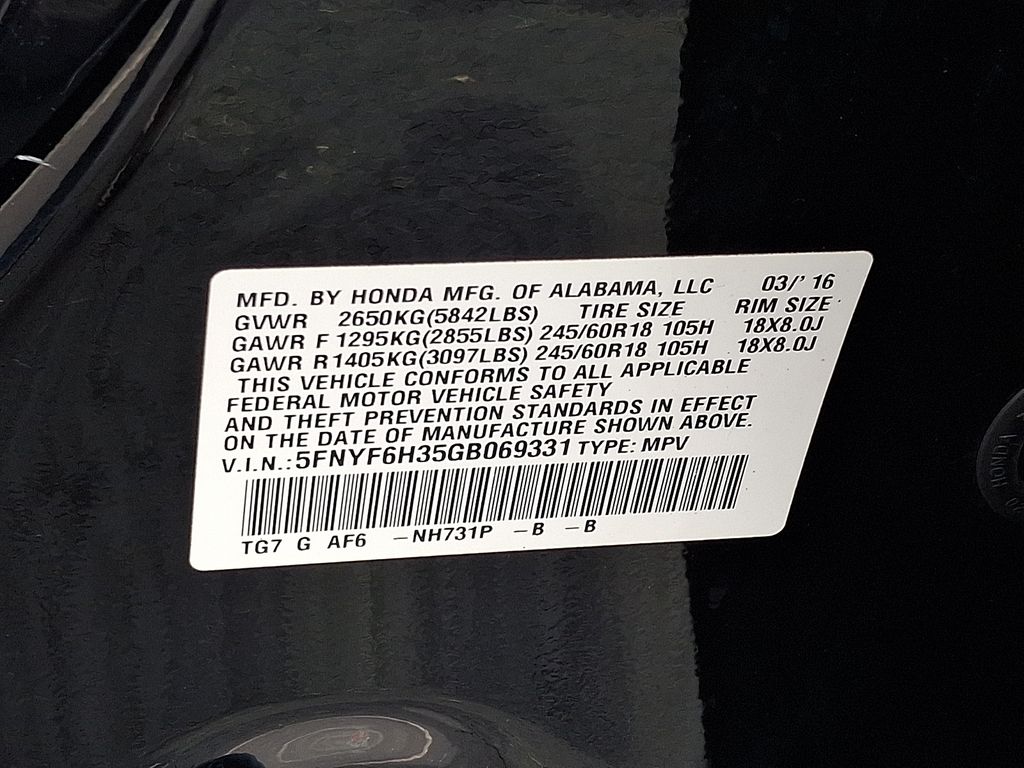 MFD. BY HONDA MFG. OF ALABAMA, LLC 03/' 16
GVWR 2650KG(5842LBS) TIRE SIZE RIM SIZE
GAWR F 1295KG(2855LBS) 245/60R18 105H 18X8.0J
GAWR R1405KG(3097LBS) 245/60R18 105H 18X8.0J
THIS VEHICLE CONFORMS TO ALL APPLICABLE
FEDERAL MOTOR VEHICLE SAFETY
AND THEFT PREVENTION STANDARDS IN EFFECT
ON THE DATE OF MANUFACTURE SHOWN ABOVE.
V.I.N.:5FNYF6H35GB069331 TYPE: MPV
TG7 G AF6 –NH731P –B –B
HONDA